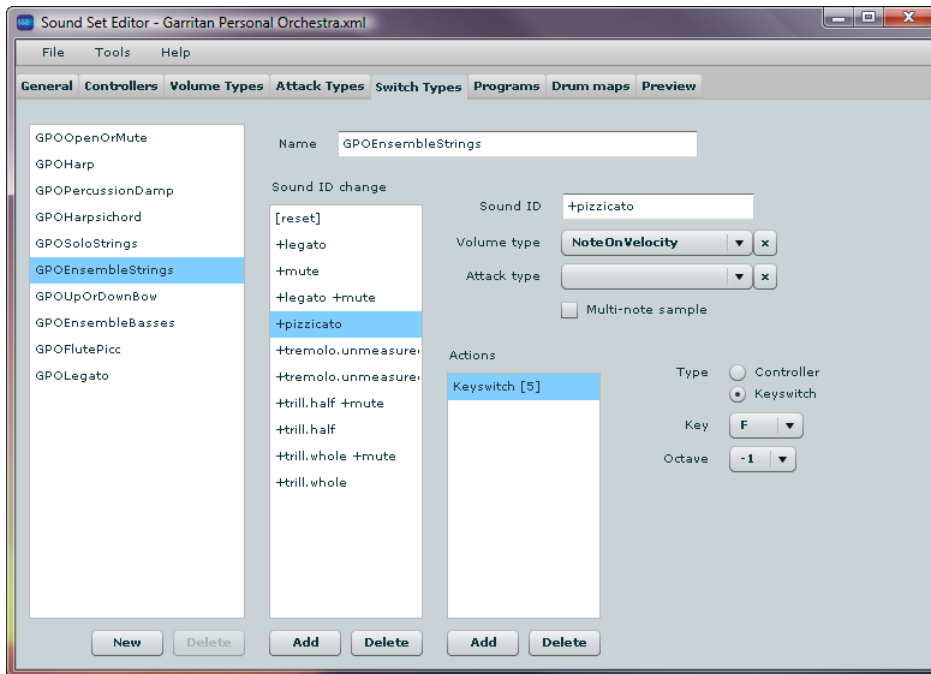 Sound Set Editor - Garritan Personal Orchestra.xml
File Tools Help
General Controllers Volume Types Attack Types Switch Types Programs Drum maps Preview
GPOOpenOrMute
GPOHarp
GPOPercussionDamp
GPOHarpsichord
GPOSoloStrings
GPOEnsembleStrings
GPOUpOrDownBow
GPOEnsembleBasses
GPOFlutePicc
GPOLegato
New Delete
Name GPOEnsembleStrings
Sound ID change
[reset]
+legato
+mute
+legato +mute
+pizzicato
+tremolo.unmeasure
+tremolo.unmeasure
+trill.half +mute
+trill.half
+trill.whole +mute
+trill.whole
Add Delete
Sound ID +pizzicato
Volume type NoteOnVelocity x
Attack type x
Multi-note sample
Actions
Keyswitch [5]
Add Delete
Type Controller
Keyswitch
Key F
Octave -1